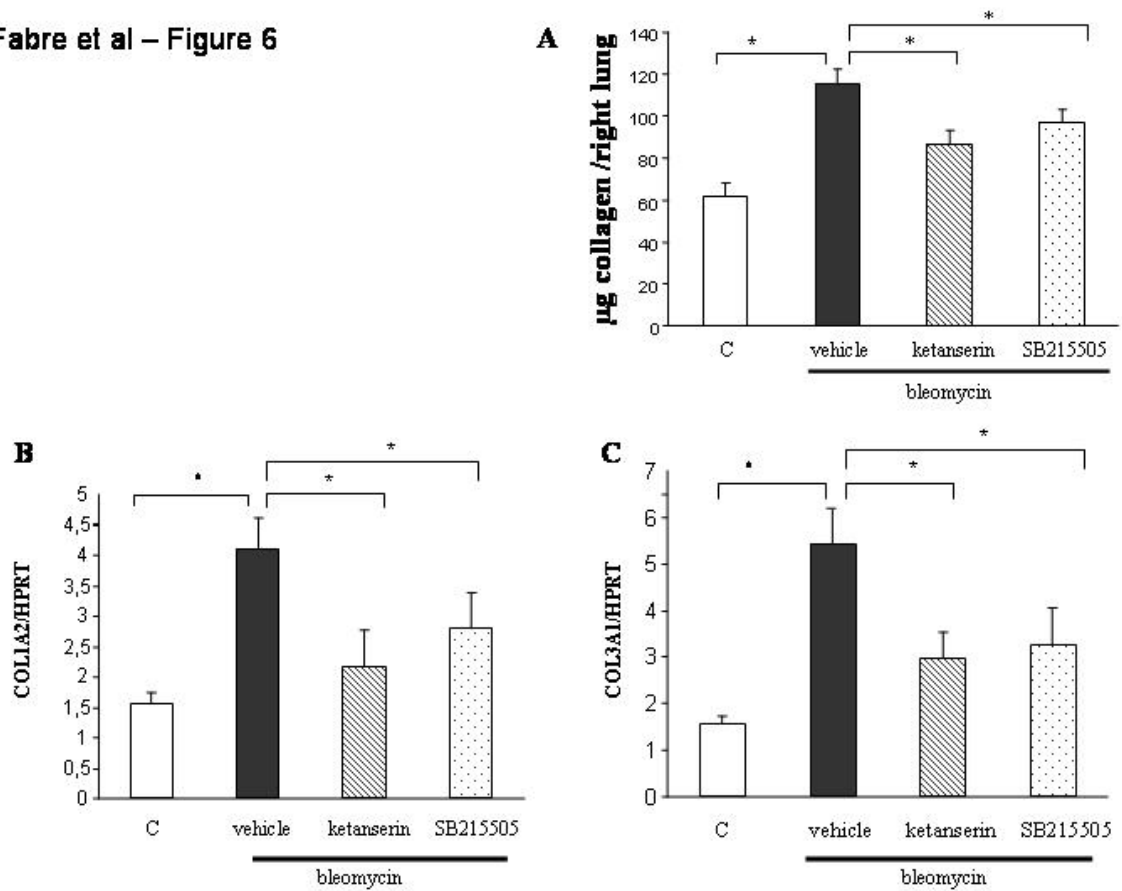 Fabre et al – Figure 6
A
*
*
*
µg collagen /right lung
140
120
100
80
60
40
20
0
C vehicle ketanserin SB215505
bleomycin
B
*
*
*
COL1A2/HPRT
5
4,5
4
3,5
3
2,5
2
1,5
1
0,5
0
C vehicle ketanserin SB215505
bleomycin
C
*
*
*
COL3A1/HPRT
7
6
5
4
3
2
1
0
C vehicle ketanserin SB215505
bleomycin